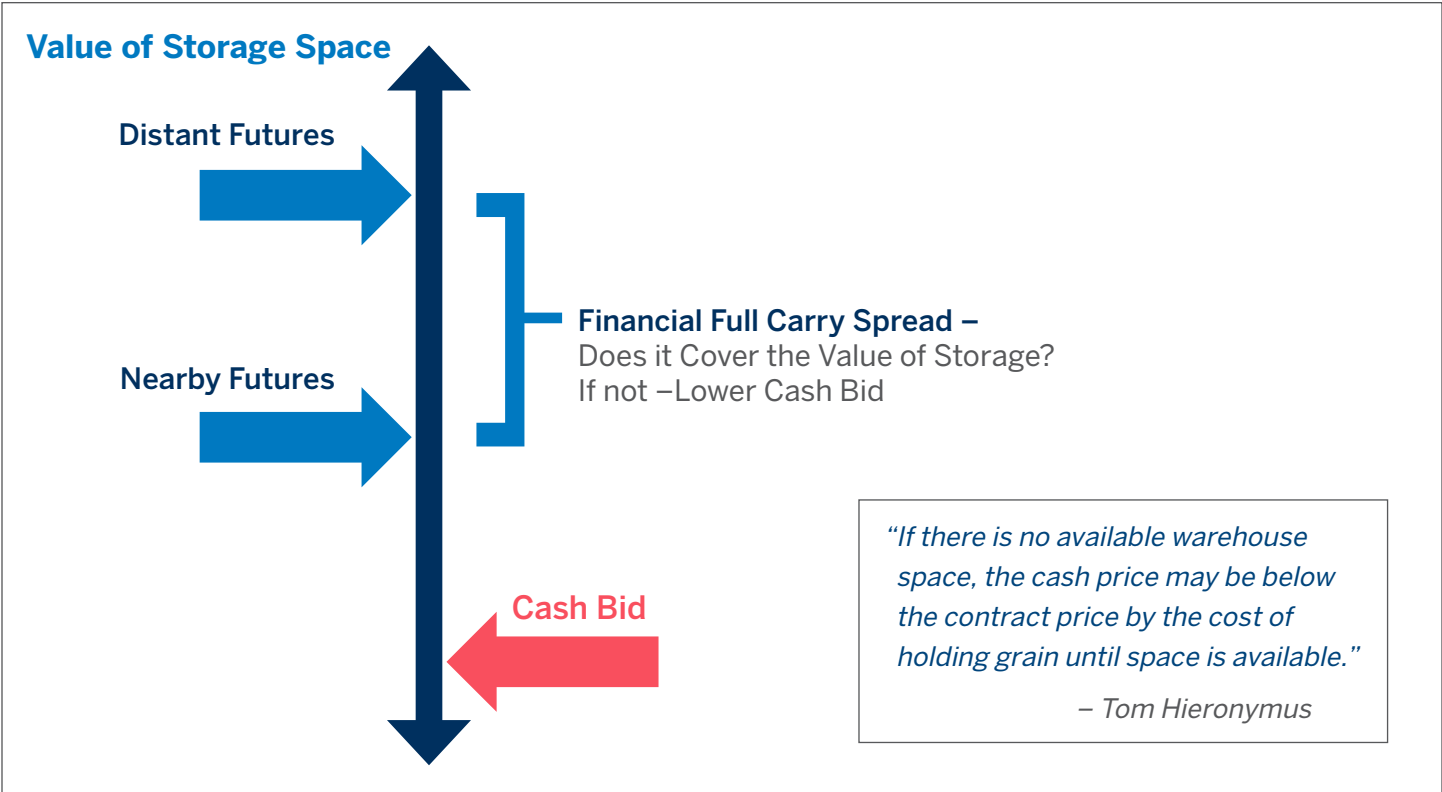 Value of Storage Space
Distant Futures
Nearby Futures
Financial Full Carry Spread –
Does it Cover the Value of Storage?
If not –Lower Cash Bid
Cash Bid
“If there is no available warehouse
space, the cash price may be below
the contract price by the cost of
holding grain until space is available.”
– Tom Hieronymus